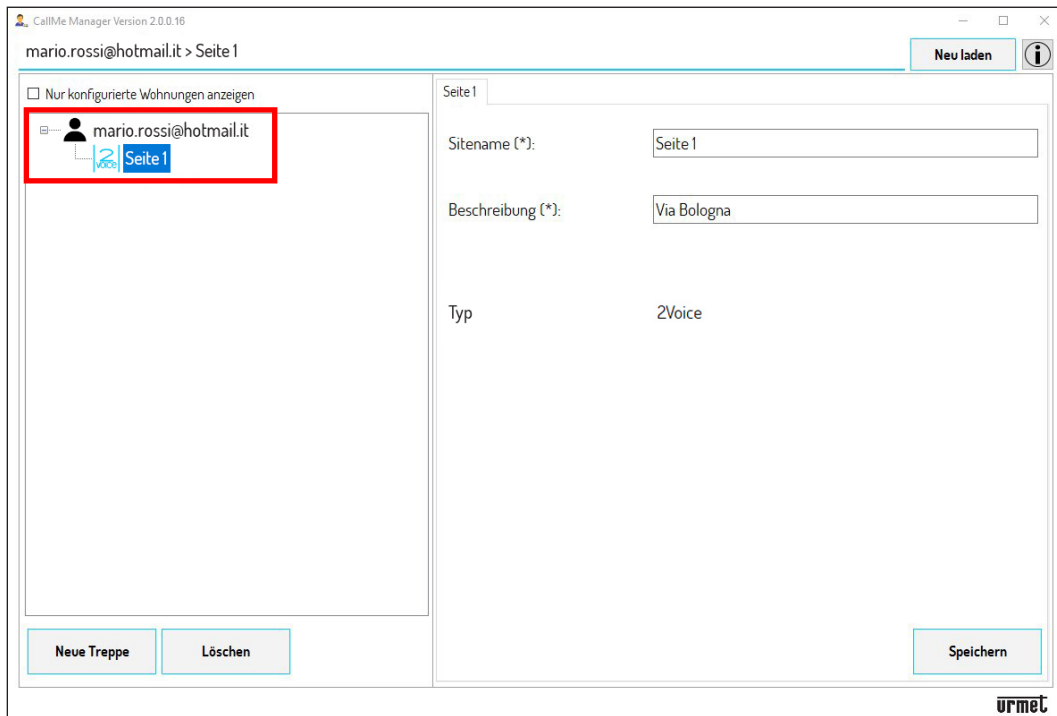 CallMe Manager Version 2.0.0.16
mario.rossi@hotmail.it > Seite 1
Neu laden
Nur konfigurierte Wohnungen anzeigen
mario.rossi@hotmail.it
2 voice Seite 1
Seite 1
Sitename (*): Seite 1
Beschreibung (*): Via Bologna
Typ 2Voice
Neue Treppe Löschen
Speichern
urmet